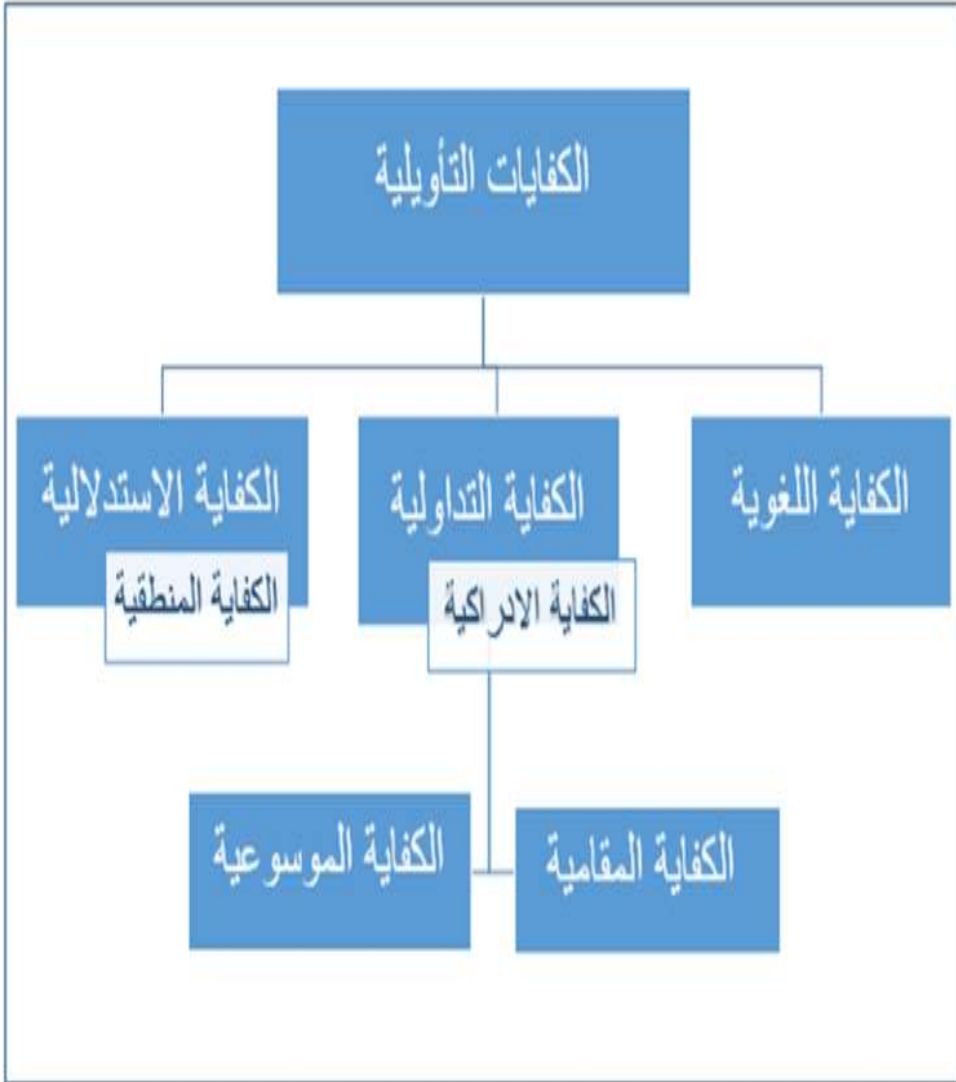 الكفايات التأويلية
الكفاية اللغوية
الكفاية التداولية
الكفاية الادراكية
الكفاية الاستدلالية
الكفاية المنطقية
الكفاية المقامية
الكفاية الموسوعية